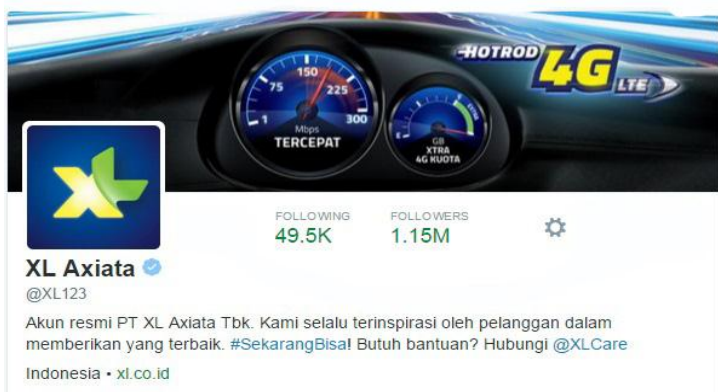 HOTROD 4G LTE
75 150 225
1 300
Mbps
TERCEPAT
E
GB
XTRA
4G KUOTA
XL
FOLLOWING FOLLOWERS
49.5K 1.15M
XL Axiata
@XL123
Akun resmi PT XL Axiata Tbk. Kami selalu terinspirasi oleh pelanggan dalam
memberikan yang terbaik. #SekarangBisa! Butuh bantuan? Hubungi @XLCare
Indonesia • xl.co.id